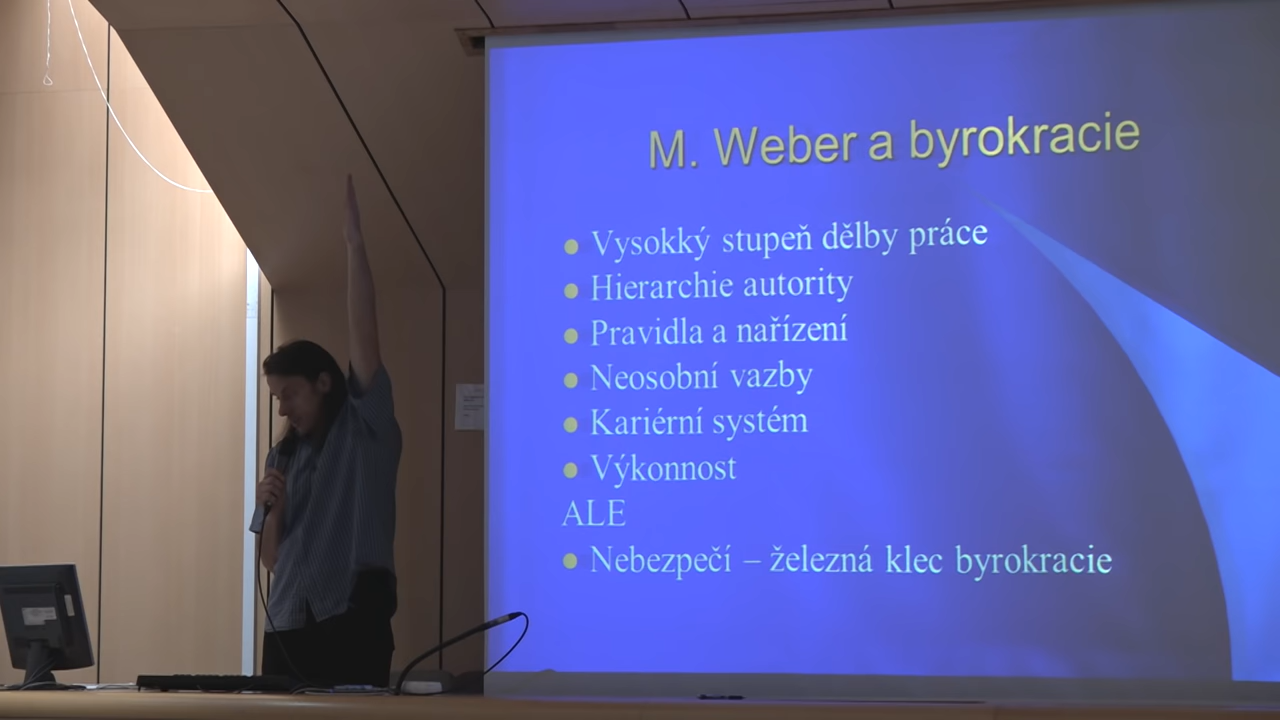 M. Weber a byrokracie
Vysokký stupeň dělby práce
Hierarchie autority
Pravidla a nařízení
Neosobní vazby
Kariérní systém
Výkonnost
ALE
Nebezpečí – železná klec byrokracie